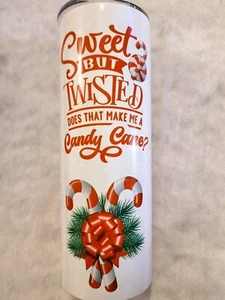 Sweet
BUT
TWISTED
DOES THAT MAKE ME A
Candy Cane?